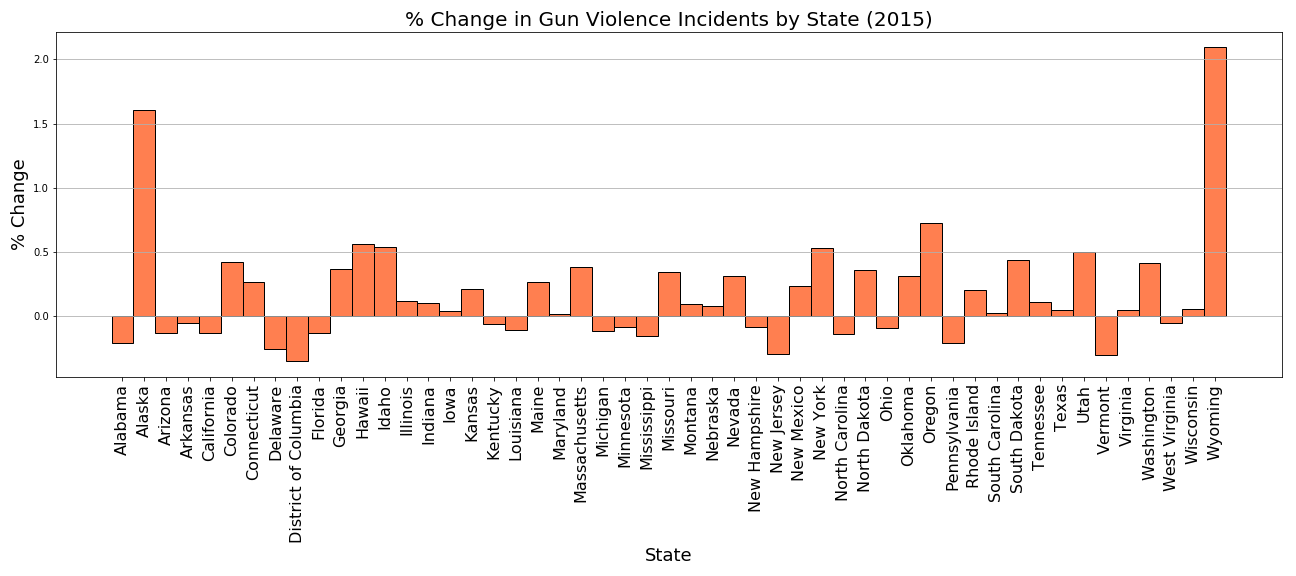 % Change in Gun Violence Incidents by State (2015)
% Change
2.0
1.5
1.0
0.5
0.0
Alabama
Alaska
Arizona
Arkansas
California
Colorado
Connecticut
Delaware
District of Columbia
Florida
Georgia
Hawaii
Idaho
Illinois
Indiana
Iowa
Kansas
Kentucky
Louisiana
Maine
Maryland
Massachusetts
Michigan
Minnesota
Mississippi
Missouri
Montana
Nebraska
Nevada
New Hampshire
New Jersey
New Mexico
New York
North Carolina
North Dakota
Ohio
Oklahoma
Oregon
Pennsylvania
Rhode Island
South Carolina
South Dakota
Tennessee
Texas
Utah
Vermont
Virginia
Washington
West Virginia
Wisconsin
Wyoming
State